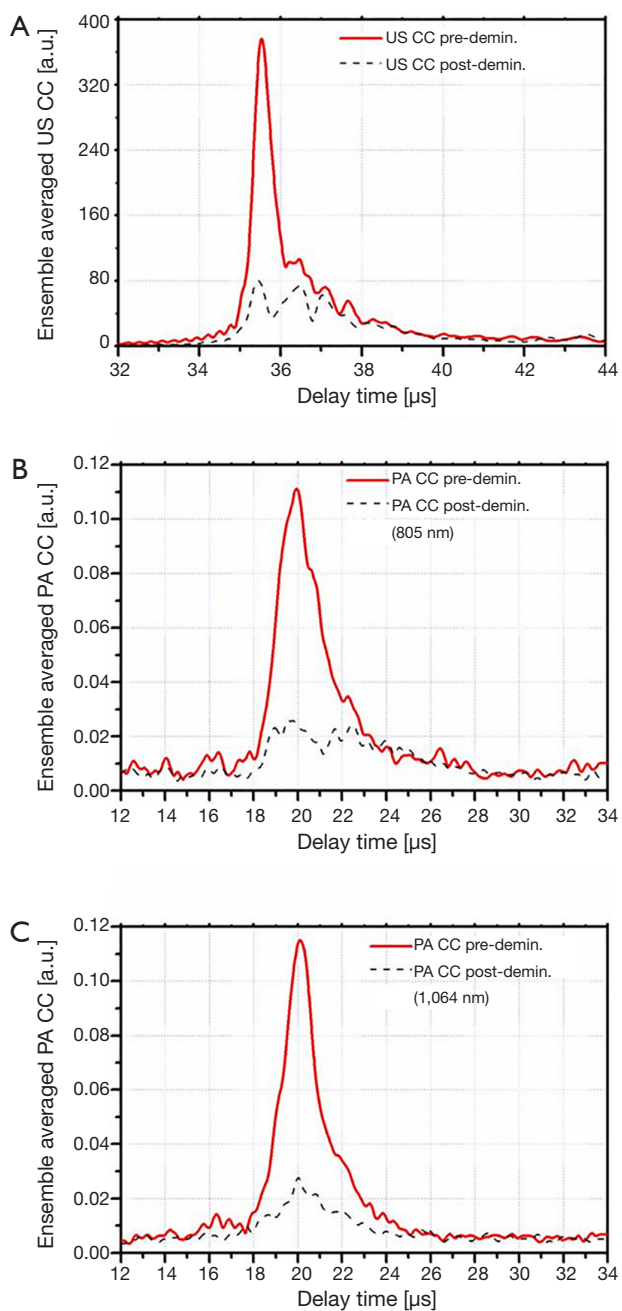 A
Ensemble averaged US CC [a.u.]
400
320
240
160
80
0
US CC pre-demin.
US CC post-demin.
32 34 36 38 40 42 44
Delay time [µs]
B
Ensemble averaged PA CC [a.u.]
0.12
0.10
0.08
0.06
0.04
0.02
0.00
PA CC pre-demin.
PA CC post-demin.
(805 nm)
12 14 16 18 20 22 24 26 28 30 32 34
Delay time [µs]
C
Ensemble averaged PA CC [a.u.]
0.12
0.10
0.08
0.06
0.04
0.02
0.00
PA CC pre-demin.
PA CC post-demin.
(1,064 nm)
12 14 16 18 20 22 24 26 28 30 32 34
Delay time [µs]